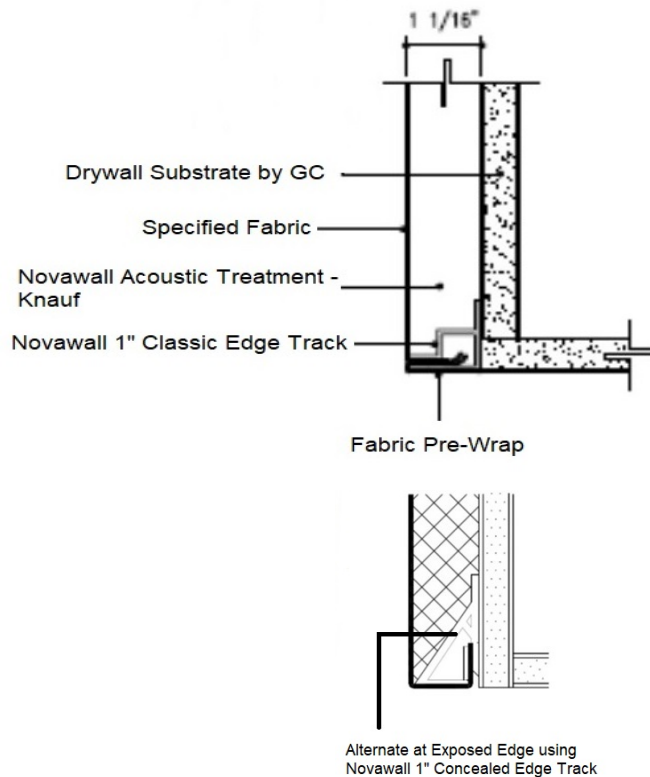 1 1/16"
Drywall Substrate by GC
Specified Fabric
Novawall Acoustic Treatment -
Knauf
Novawall 1" Classic Edge Track
Fabric Pre-Wrap
Alternate at Exposed Edge using
Novawall 1" Concealed Edge Track